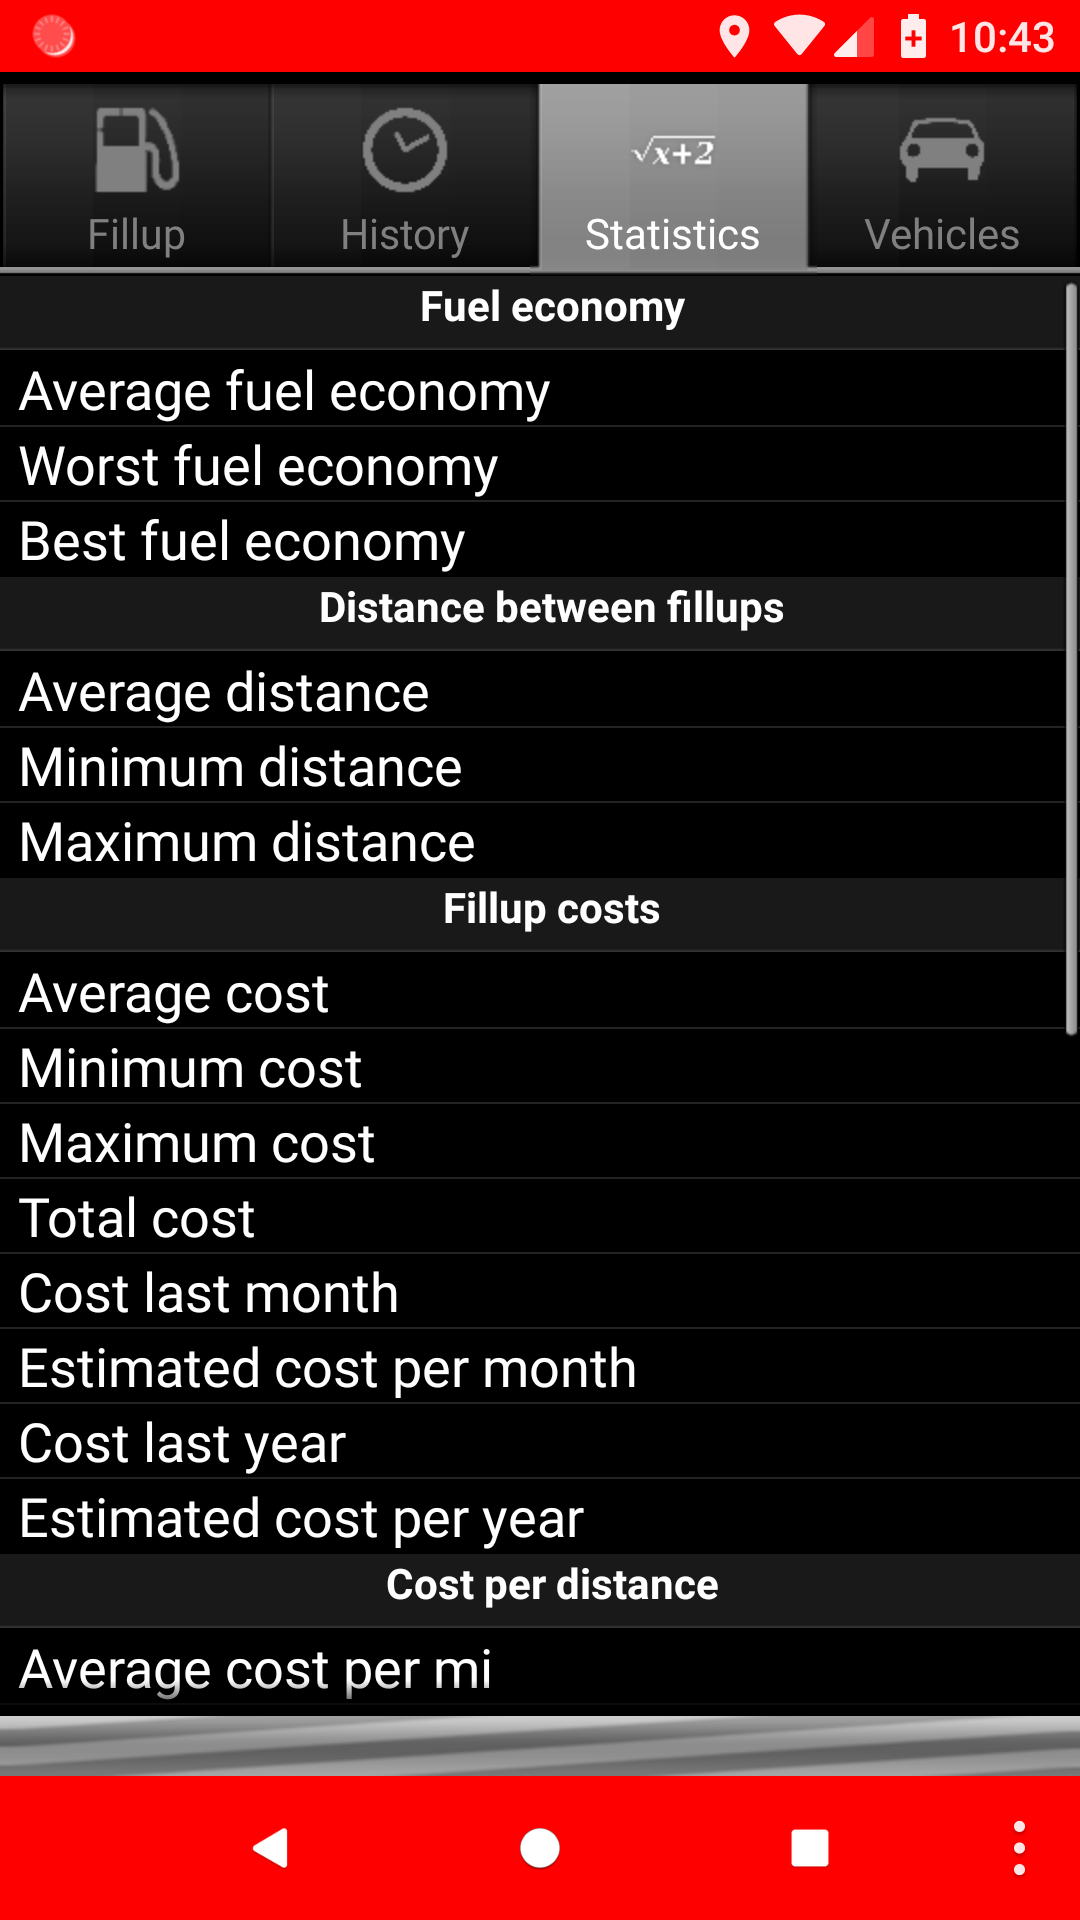 10:43
Fillup
History
√x+2
Statistics
Vehicles
Fuel economy
Average fuel economy
Worst fuel economy
Best fuel economy
Distance between fillups
Average distance
Minimum distance
Maximum distance
Fillup costs
Average cost
Minimum cost
Maximum cost
Total cost
Cost last month
Estimated cost per month
Cost last year
Estimated cost per year
Cost per distance
Average cost per mi